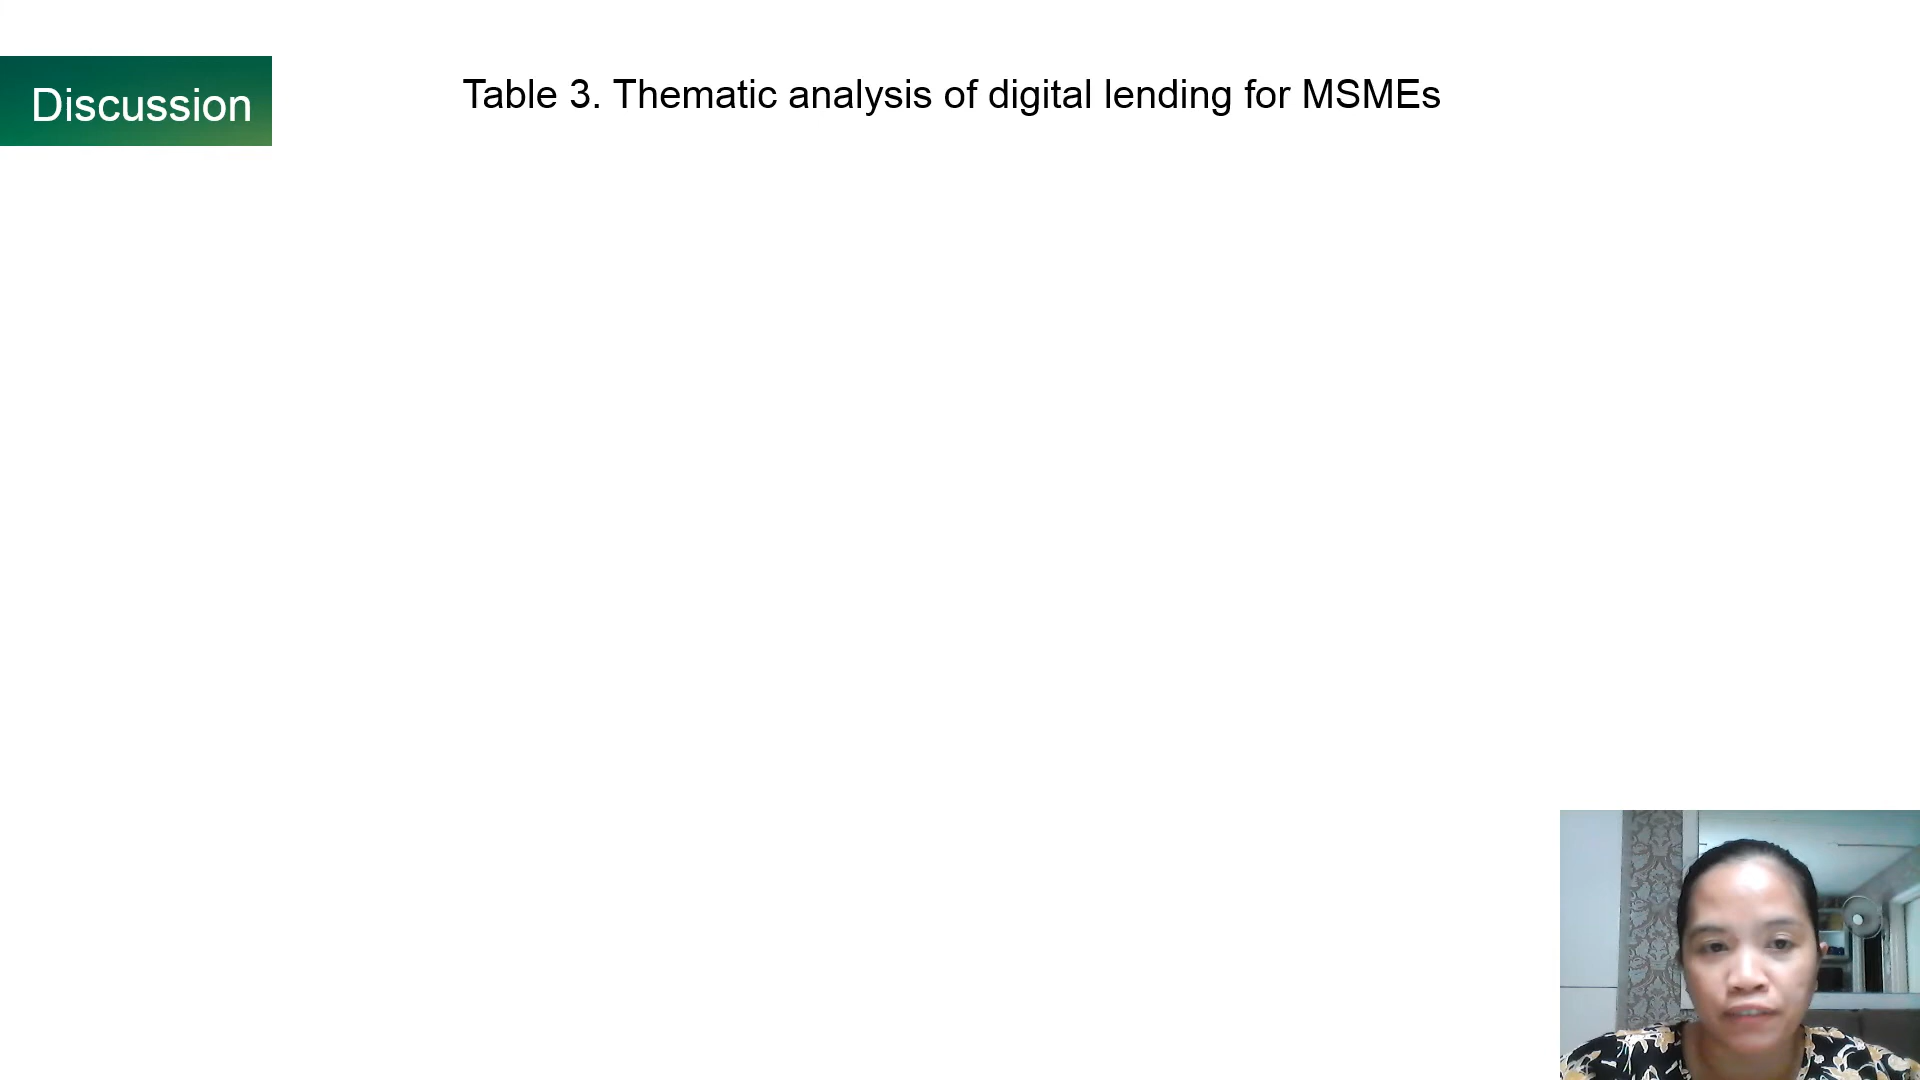 Discussion
Table 3. Thematic analysis of digital lending for MSMEs